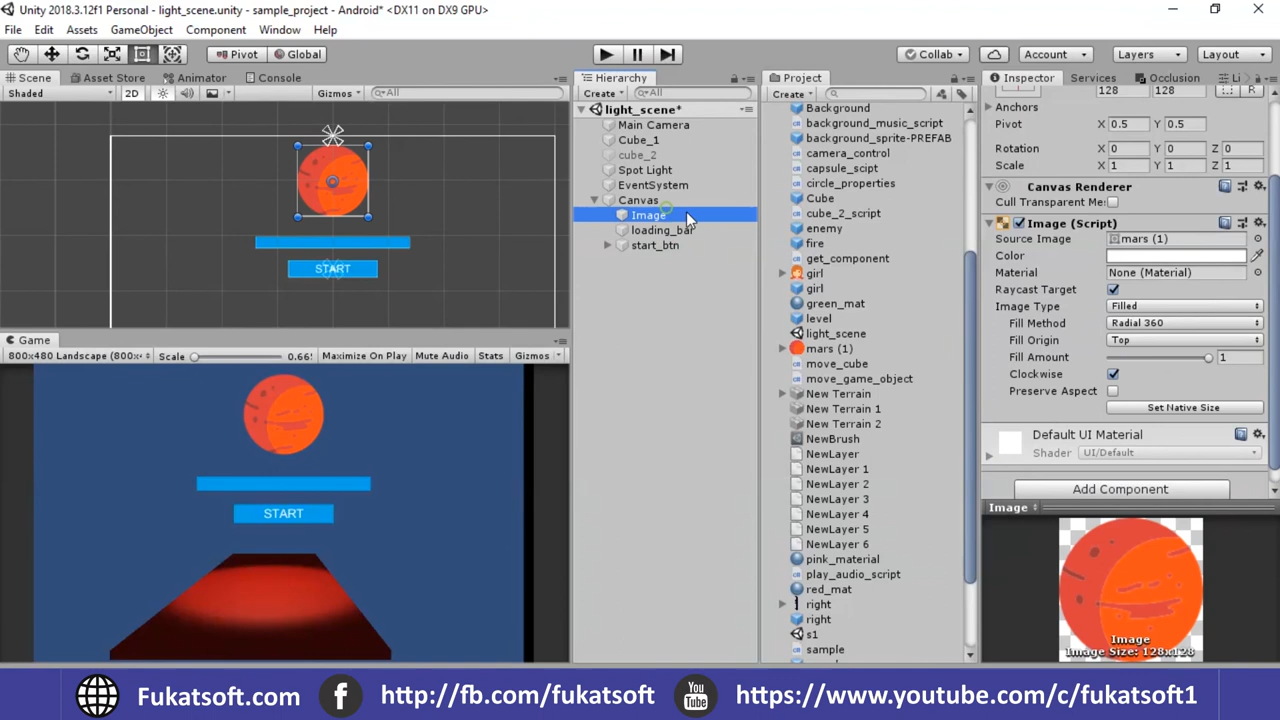 Unity 2018.3.12f1 Personal - light_scene.unity - sample_project - Android* <DX11 on DX9 GPU>
File Edit Assets GameObject Component Window Help
Pivot Global Collab Account Layers Layout
Scene Asset Store Animator Console
Shaded 2D Gizmos All
START
Game
800x480 Landscape (800x Scale 0.66 Maximize On Play Mute Audio Stats Gizmos
START
Hierarchy
Create All
light_scene*
Main Camera
Cube_1
cube_2
Spot Light
EventSystem
Canvas
Image
loading_bar
start_btn
Project
Create
Background
background_music_script
background_sprite-PREFAB
camera_control
capsule_scipt
circle_properties
Cube
cube_2_script
enemy
fire
get_component
girl
girl
green_mat
level
light_scene
mars (1)
move_cube
move_game_object
New Terrain
New Terrain 1
New Terrain 2
NewBrush
NewLayer
NewLayer 1
NewLayer 2
NewLayer 3
NewLayer 4
NewLayer 5
NewLayer 6
pink_material
play_audio_script
red_mat
right
right
s1
sample
Inspector Services Occlusion Li
128 128 R
Anchors
Pivot X 0.5 Y 0.5
Rotation X 0 Y 0 Z 0
Scale X 1 Y 1 Z 1
Canvas Renderer
Cull Transparent Me
Image (Script)
Source Image mars (1)
Color
Material None (Material)
Raycast Target
Image Type Filled
Fill Method Radial 360
Fill Origin Top
Fill Amount 1
Clockwise
Preserve Aspect
Set Native Size
Default UI Material
Shader UI/Default
Add Component
Image
Image
Image Size: 128x128
Fukatsoft.com http://fb.com/fukatsoft You Tube https://www.youtube.com/c/fukatsoft1